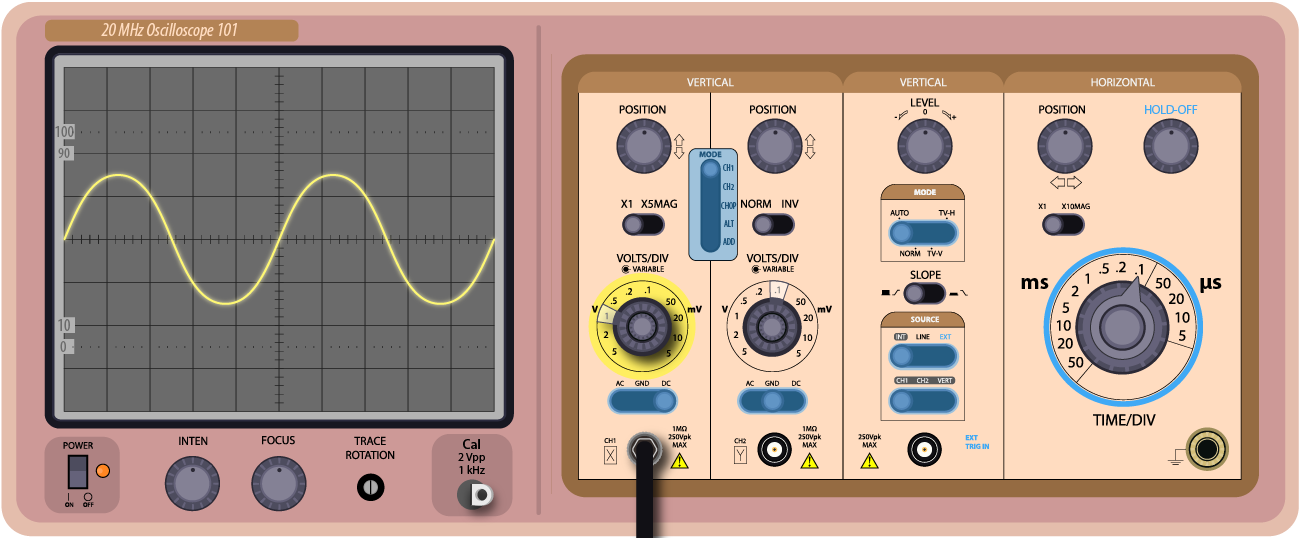 20 MHz Oscilloscope 101
100
90
10
0
POWER
ON OFF
INTEN
FOCUS
TRACE
ROTATION
Cal
2 Vpp
1 kHz
VERTICAL
POSITION
POSITION
MODE
CH1
CH2
CHOP
ALT
ADD
X1 X5MAG
NORM INV
VOLTS/DIV
VARIABLE
V
mV
5
2
1
.5
.2
.1
50
20
10
5
VOLTS/DIV
VARIABLE
V
mV
5
2
1
.5
.2
.1
50
20
10
5
AC GND DC
AC GND DC
CH1
X
1MΩ
250Vpk
MAX
CH2
Y
1MΩ
250Vpk
MAX
VERTICAL
LEVEL
- 0 +
MODE
AUTO TV-H
NORM TV-V
SLOPE
SOURCE
INT LINE EXT
CH1 CH2 VERT
250Vpk
MAX
EXT
TRIG IN
HORIZONTAL
POSITION
HOLD-OFF
X1 X10MAG
ms
µs
50
20
10
5
2
1
.5
.2
.1
50
20
10
5
TIME/DIV